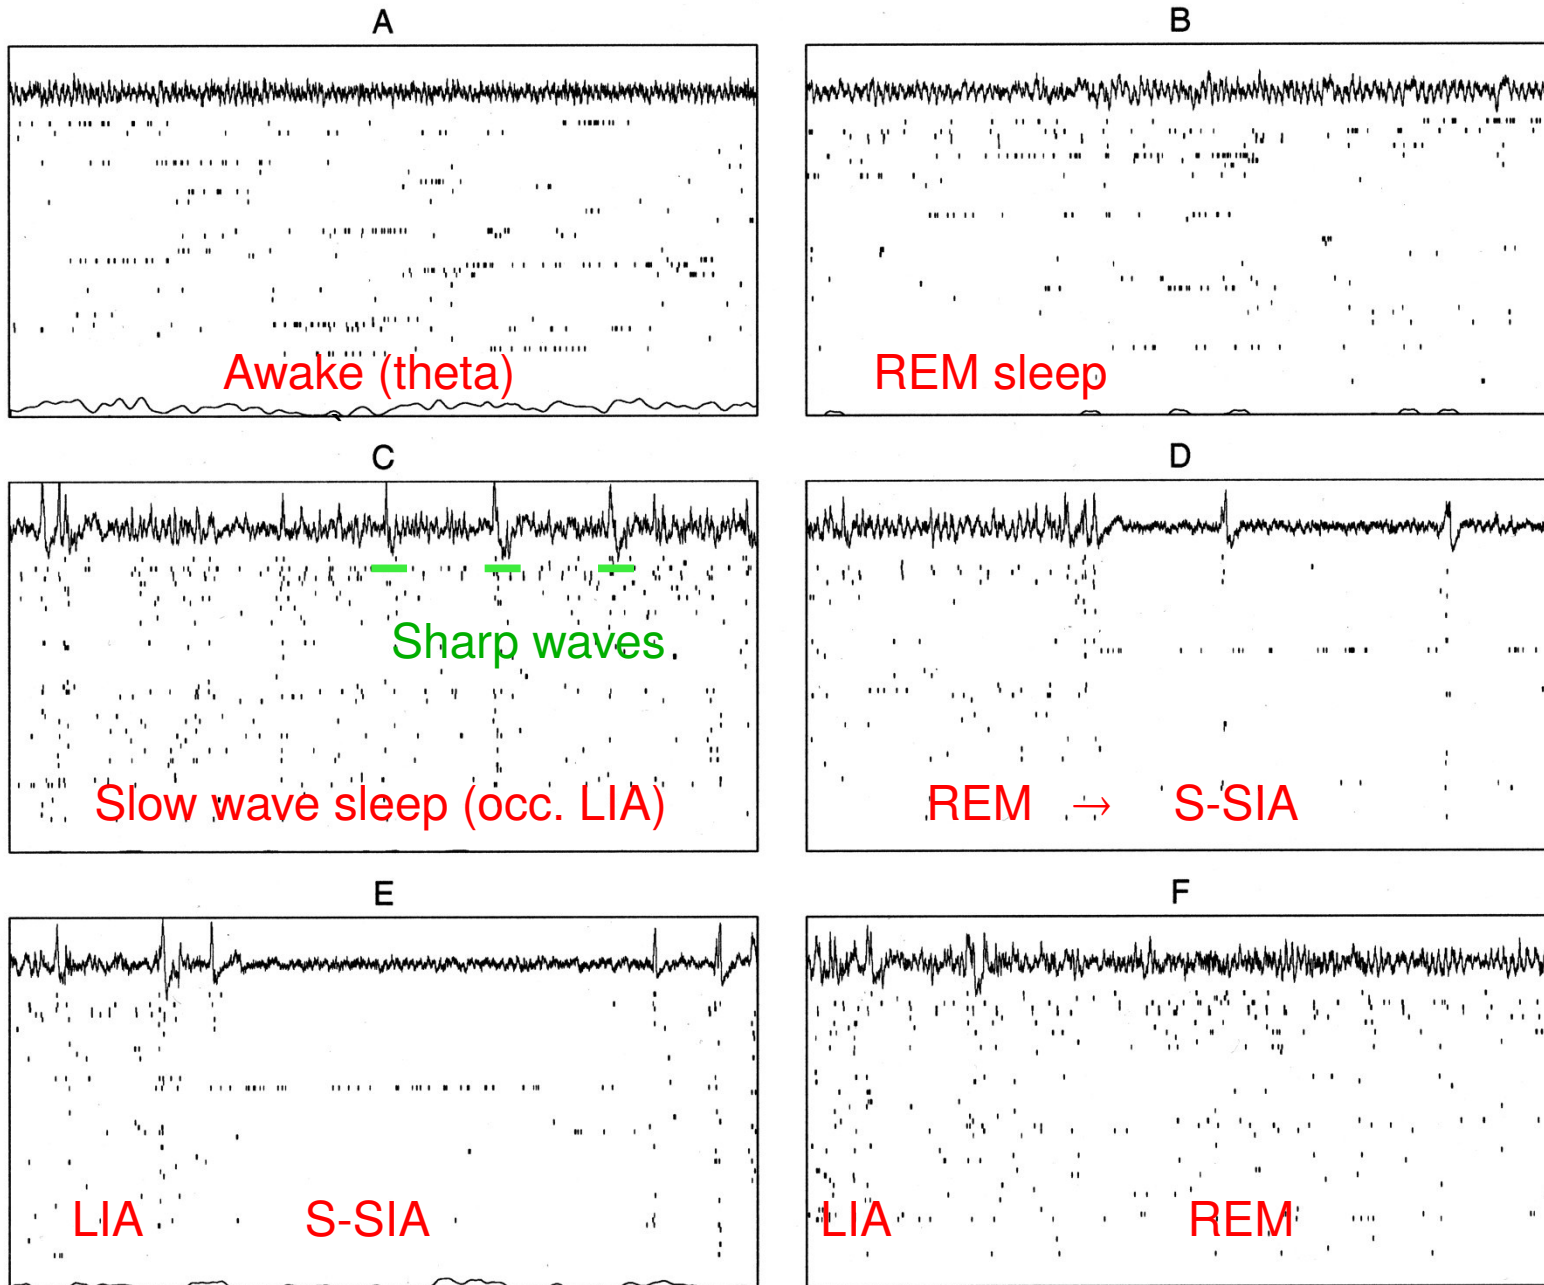 A
B
Awake (theta)
REM sleep
C
D
Sharp waves
Slow wave sleep (occ. LIA)
REM → S-SIA
E
F
LIA S-SIA
LIA REM